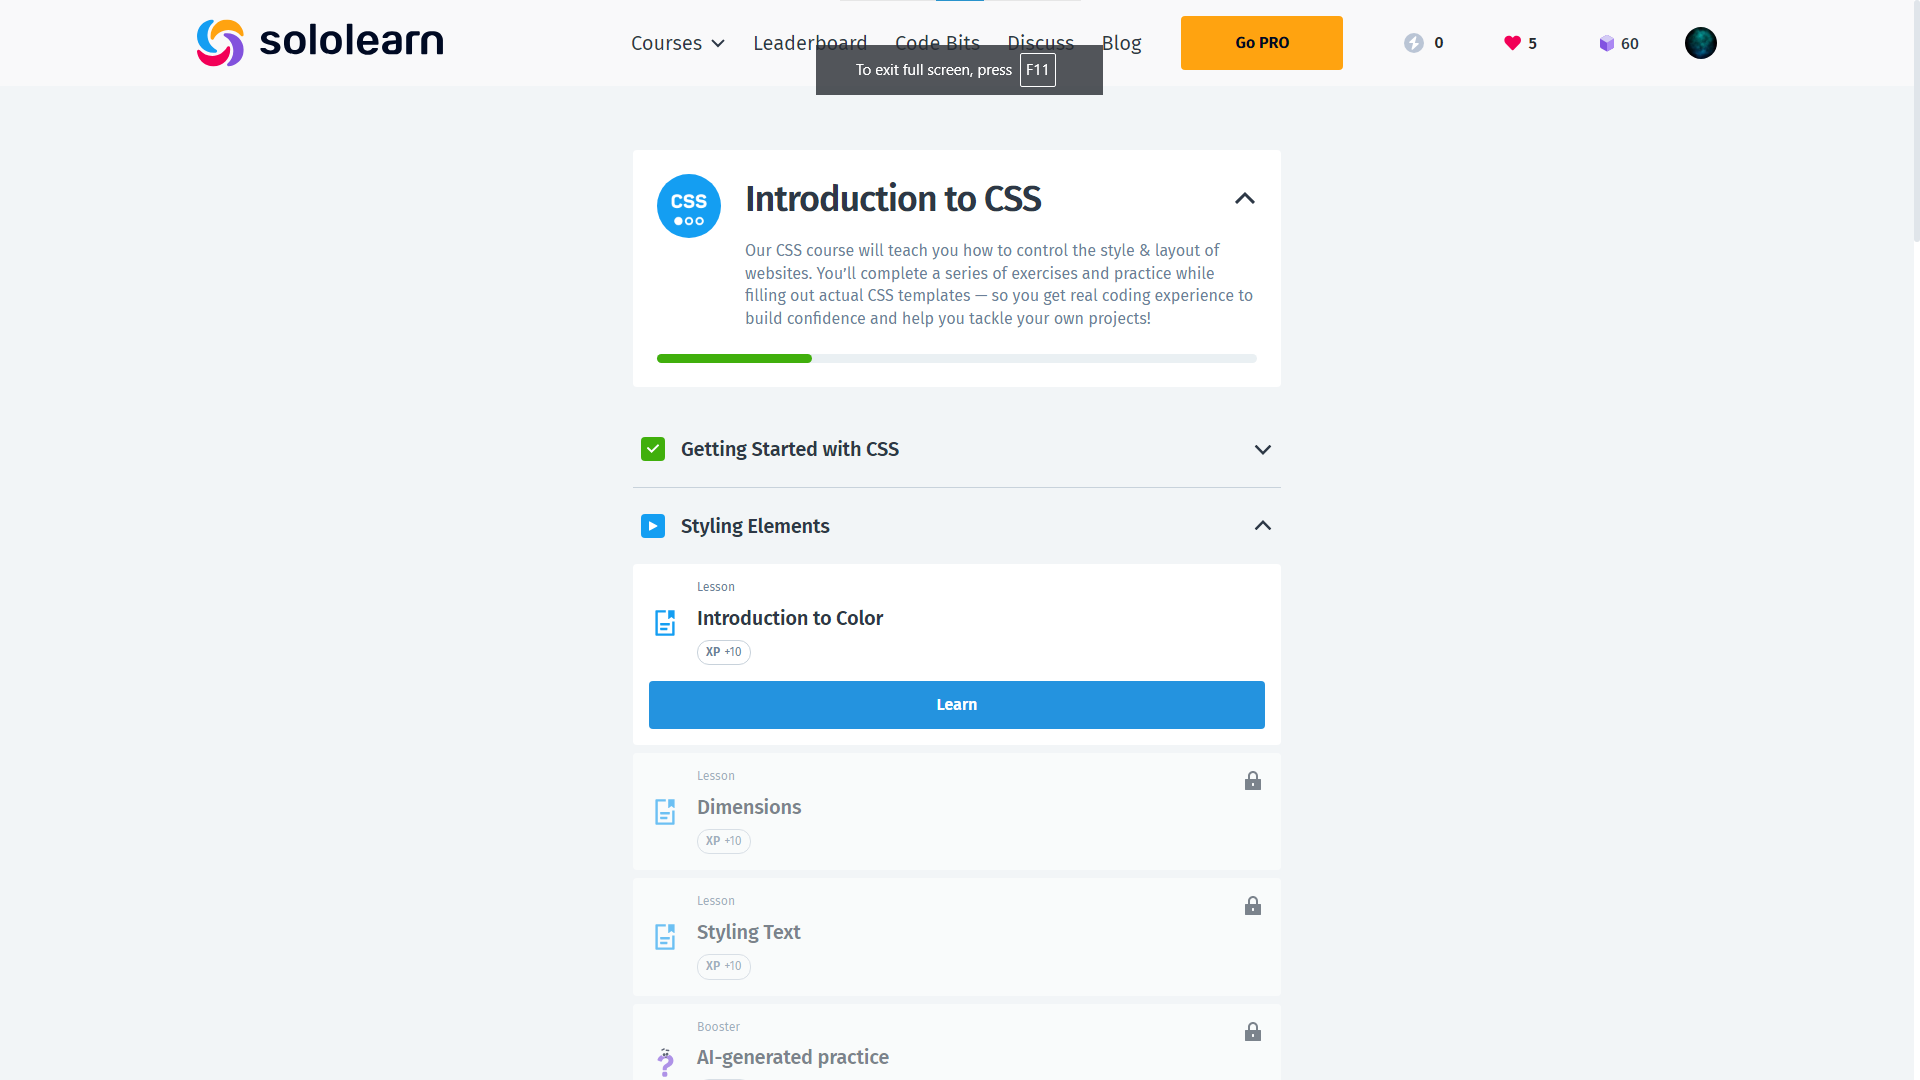 sololearn
Courses
Leaderboard
Code Bits
Discuss
Blog
Go PRO
0
5
60
To exit full screen, press F11
CSS
Introduction to CSS
Our CSS course will teach you how to control the style & layout of
websites. You’ll complete a series of exercises and practice while
filling out actual CSS templates — so you get real coding experience to
build confidence and help you tackle your own projects!
Getting Started with CSS
Styling Elements
Lesson
Introduction to Color
XP +10
Learn
Lesson
Dimensions
XP +10
Lesson
Styling Text
XP +10
Booster
AI-generated practice